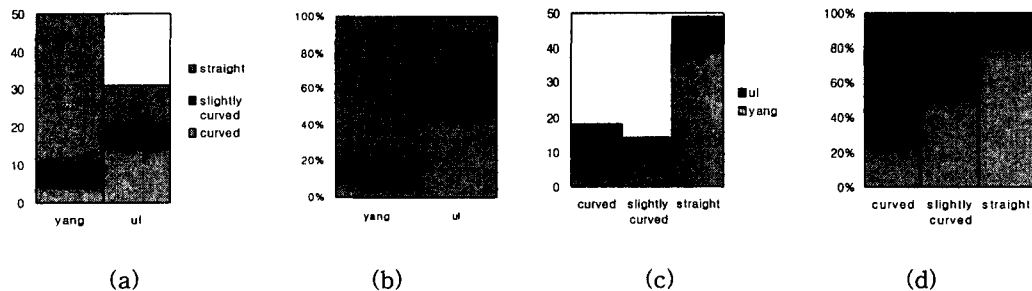 50
40
30
20
10
0
yang
ul
straight
slightly
curved
curved
(a)
100%
80%
60%
40%
20%
0%
yang
ul
(b)
50
40
30
20
10
0
curved
slightly
curved
straight
ul
yang
(c)
100%
80%
60%
40%
20%
0%
curved
slightly
curved
straight
(d)